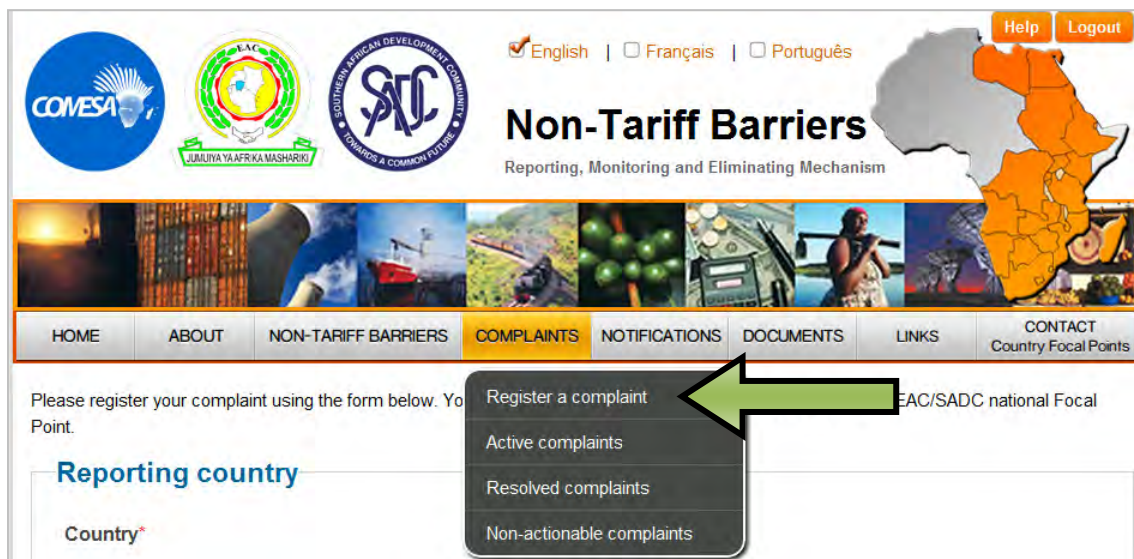 Help Logout
COMESA
EAC
JUMUIYA YA AFRIKA MASHARIKI
SOUTHERN AFRICAN DEVELOPMENT COMMUNITY
SADC
TOWARDS A COMMON FUTURE
English | Français | Português
Non-Tariff Barriers
Reporting, Monitoring and Eliminating Mechanism
HOME ABOUT NON-TARIFF BARRIERS COMPLAINTS NOTIFICATIONS DOCUMENTS LINKS CONTACT
Country Focal Points
Register a complaint
Active complaints
Resolved complaints
Non-actionable complaints
Please register your complaint using the form below. Yo EAC/SADC national Focal
Point.
Reporting country
Country*